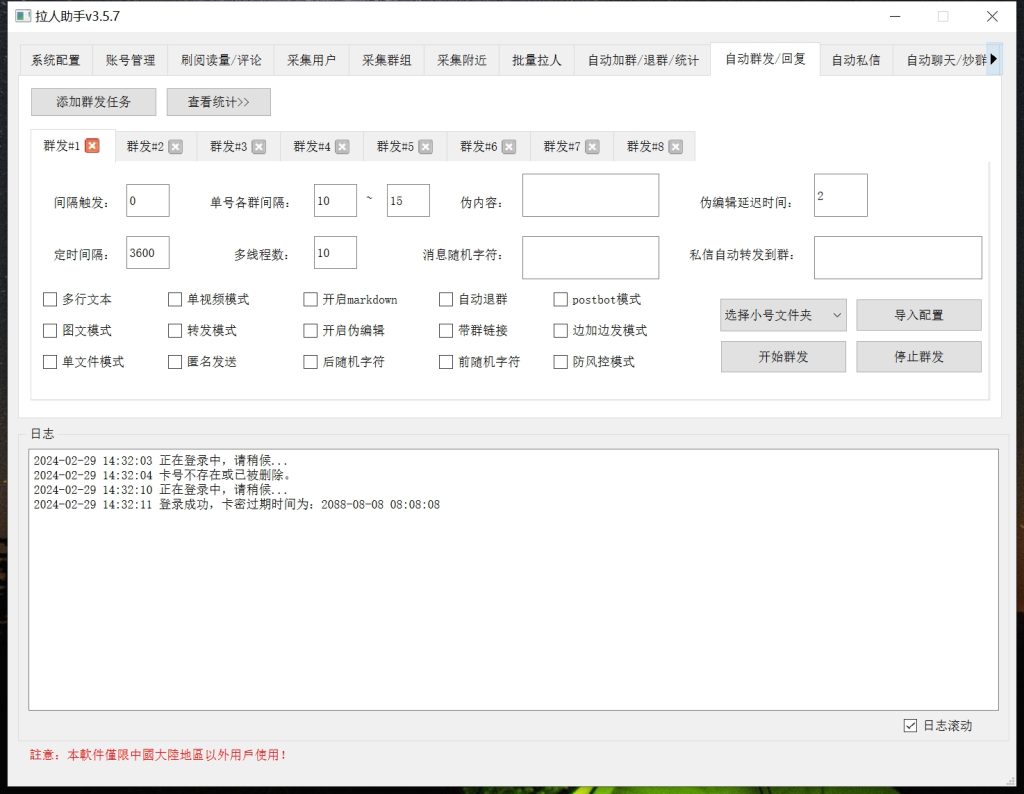 拉人助手v3.5.7
系统配置 账号管理 刷阅读量/评论 采集用户 采集群组 采集附近 批量拉人 自动加群/退群/统计 自动群发/回复 自动私信 自动聊天/炒群
添加群发任务 查看统计>>
群发#1 群发#2 群发#3 群发#4 群发#5 群发#6 群发#7 群发#8
间隔触发: 0 单号各群间隔: 10 ~ 15 伪内容: 伪编辑延迟时间: 2
定时间隔: 3600 多线程数: 10 消息随机字符: 私信自动转发到群:
多行文本 单视频模式 开启markdown 自动退群 postbot模式 选择小号文件夹 导入配置
图文模式 转发模式 开启伪编辑 带群链接 边加边发模式
单文件模式 匿名发送 后随机字符 前随机字符 防风控模式 开始群发 停止群发
日志
2024-02-29 14:32:03 正在登录中,请稍候...
2024-02-29 14:32:04 卡号不存在或已被删除。
2024-02-29 14:32:10 正在登录中,请稍候...
2024-02-29 14:32:11 登录成功,卡密过期时间为: 2088-08-08 08:08:08
日志滚动
註意: 本軟件僅限中國大陸地區以外用戶使用!